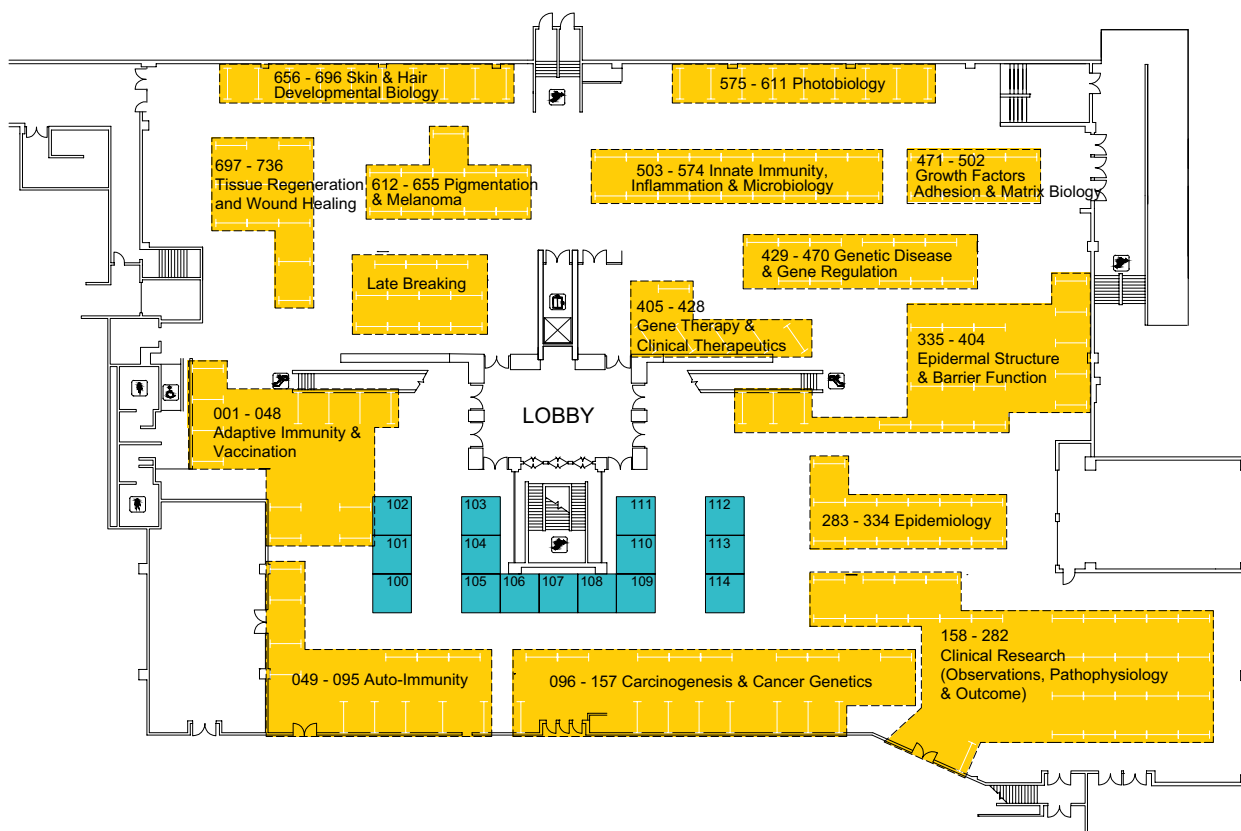 656 - 696 Skin & Hair
Developmental Biology
575 - 611 Photobiology
697 - 736
Tissue Regeneration
and Wound Healing
612 - 655 Pigmentation
& Melanoma
503 - 574 Innate Immunity,
Inflammation & Microbiology
471 - 502
Growth Factors
Adhesion & Matrix Biology
Late Breaking
429 - 470 Genetic Disease
& Gene Regulation
405 - 428
Gene Therapy &
Clinical Therapeutics
335 - 404
Epidermal Structure
& Barrier Function
001 - 048
Adaptive Immunity &
Vaccination
LOBBY
102
103
111
112
101
104
110
113
100
105
106
107
108
109
114
283 - 334 Epidemiology
158 - 282
Clinical Research
(Observations, Pathophysiology
& Outcome)
049 - 095 Auto-Immunity
096 - 157 Carcinogenesis & Cancer Genetics